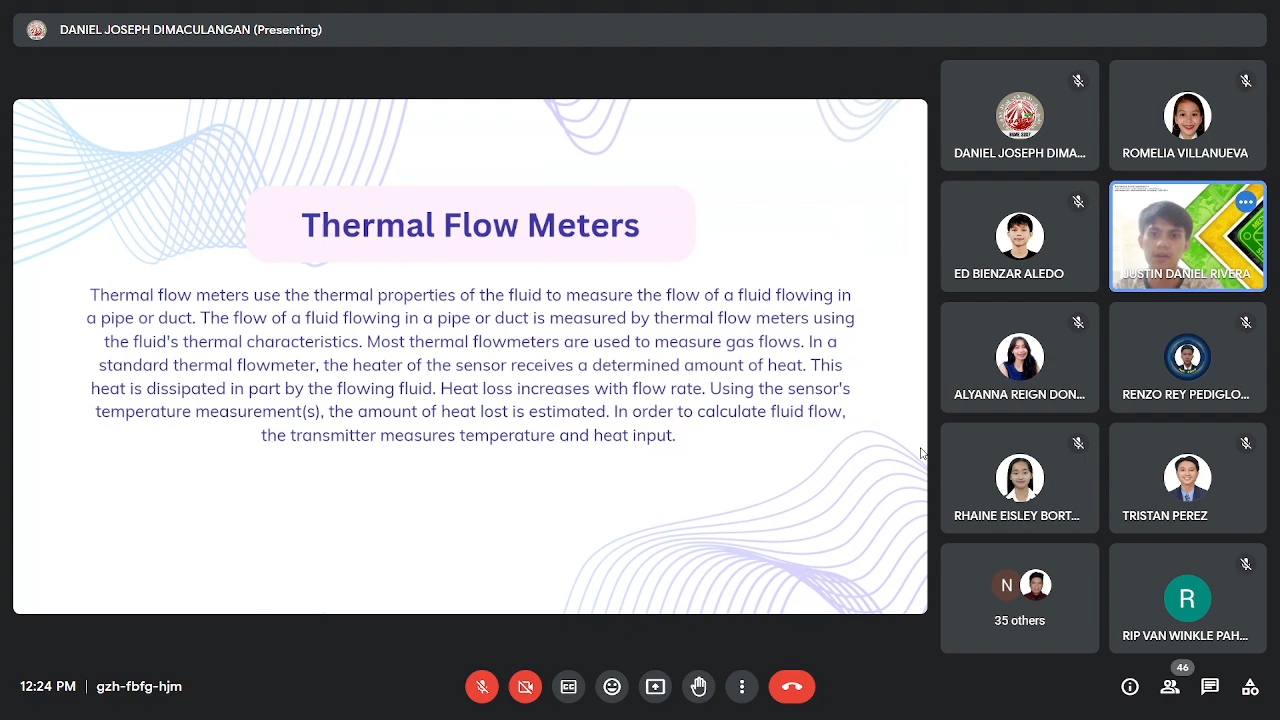 DANIEL JOSEPH DIMACULANGAN (Presenting)
Thermal Flow Meters
Thermal flow meters use the thermal properties of the fluid to measure the flow of a fluid flowing in
a pipe or duct. The flow of a fluid flowing in a pipe or duct is measured by thermal flow meters using
the fluid's thermal characteristics. Most thermal flowmeters are used to measure gas flows. In a
standard thermal flowmeter, the heater of the sensor receives a determined amount of heat. This
heat is dissipated in part by the flowing fluid. Heat loss increases with flow rate. Using the sensor's
temperature measurement(s), the amount of heat lost is estimated. In order to calculate fluid flow,
the transmitter measures temperature and heat input.
DANIEL JOSEPH DIMA...
ROMELIA VILLANUEVA
ED BIENZAR ALEDO
JUSTIN DANIEL RIVERA
ALYANNA REIGN DON...
RENZO REY PEDIGLO...
RHAINE EISLEY BORT...
TRISTAN PEREZ
N
35 others
R
RIP VAN WINKLE PAH...
12:24 PM | gzh-fbfg-hjm
46